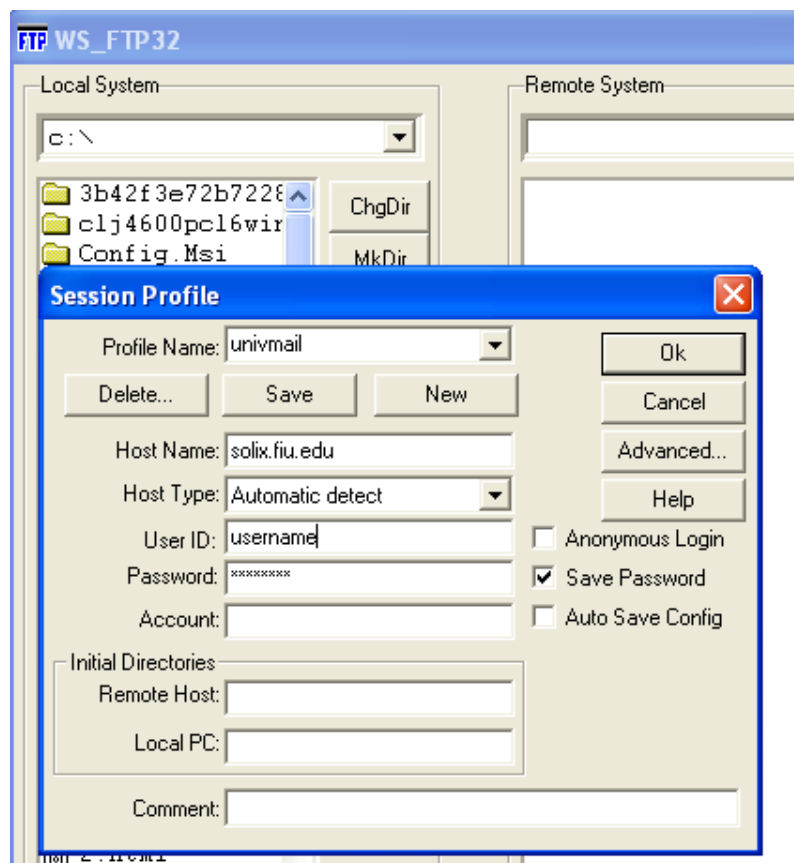 FTP WS_FTP32
Local System
Remote System
c:\
3b42f3e72b7228
ChgDir
clj4600pcl6wir
Config.Msi
MkDir
Session Profile
Profile Name: univmail
Ok
Delete... Save New
Cancel
Host Name: solix.fiu.edu
Advanced...
Host Type: Automatic detect
Help
User ID: username
Anonymous Login
Password: ××××××××
Save Password
Account:
Auto Save Config
Initial Directories
Remote Host:
Local PC:
Comment: